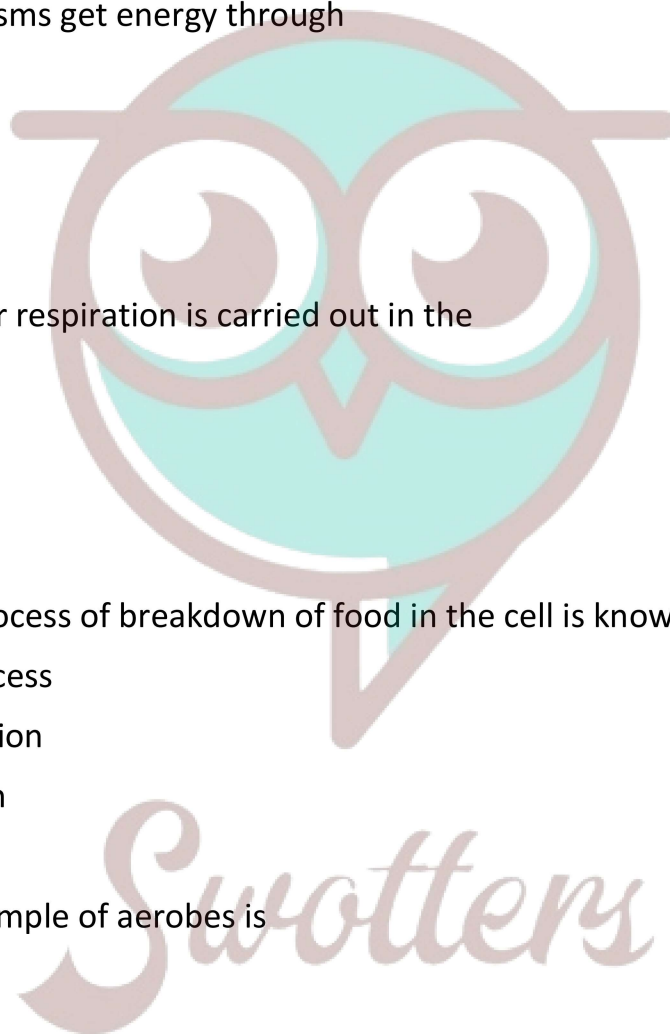 sms get energy through
r respiration is carried out in the
ocess of breakdown of food in the cell is know
cess
ion
n
mple of aerobes is
Swotters